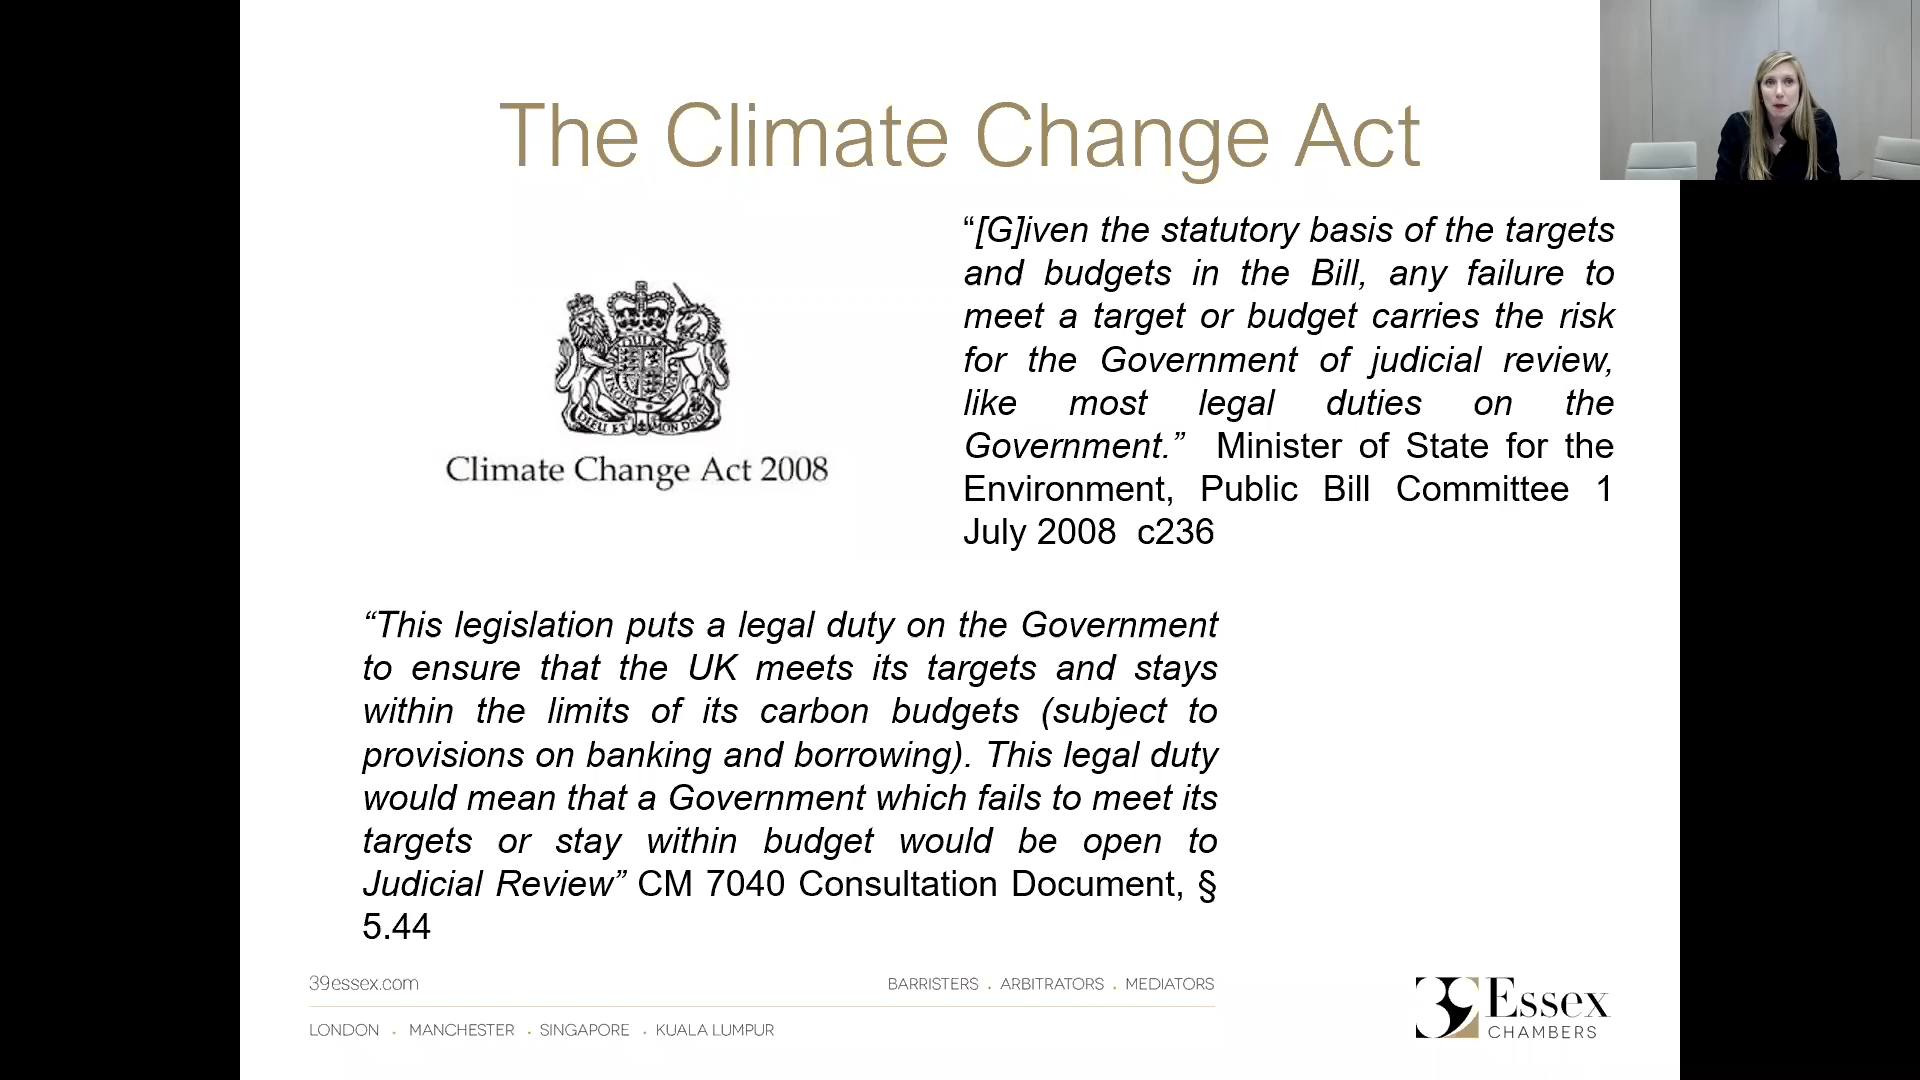 The Climate Change Act
“[G]iven the statutory basis of the targets
and budgets in the Bill, any failure to
meet a target or budget carries the risk
for the Government of judicial review,
like most legal duties on the
Government.” Minister of State for the
Environment, Public Bill Committee 1
July 2008 c236
DIEU ET MON DROIT
Climate Change Act 2008
“This legislation puts a legal duty on the Government
to ensure that the UK meets its targets and stays
within the limits of its carbon budgets (subject to
provisions on banking and borrowing). This legal duty
would mean that a Government which fails to meet its
targets or stay within budget would be open to
Judicial Review” CM 7040 Consultation Document, §
5.44
39essex.com
BARRISTERS . ARBITRATORS . MEDIATORS
LONDON . MANCHESTER . SINGAPORE . KUALA LUMPUR
39 Essex
CHAMBERS